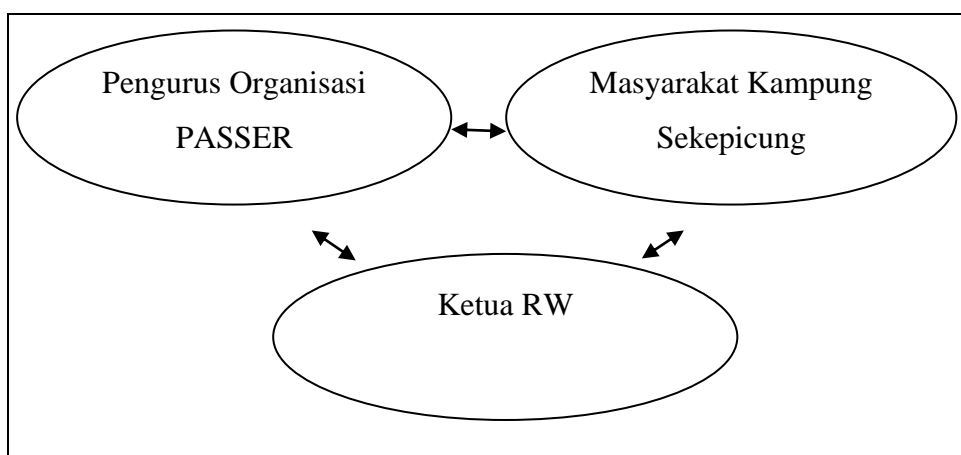 Pengurus Organisasi
PASSER
Masyarakat Kampung
Sekepicung
Ketua RW